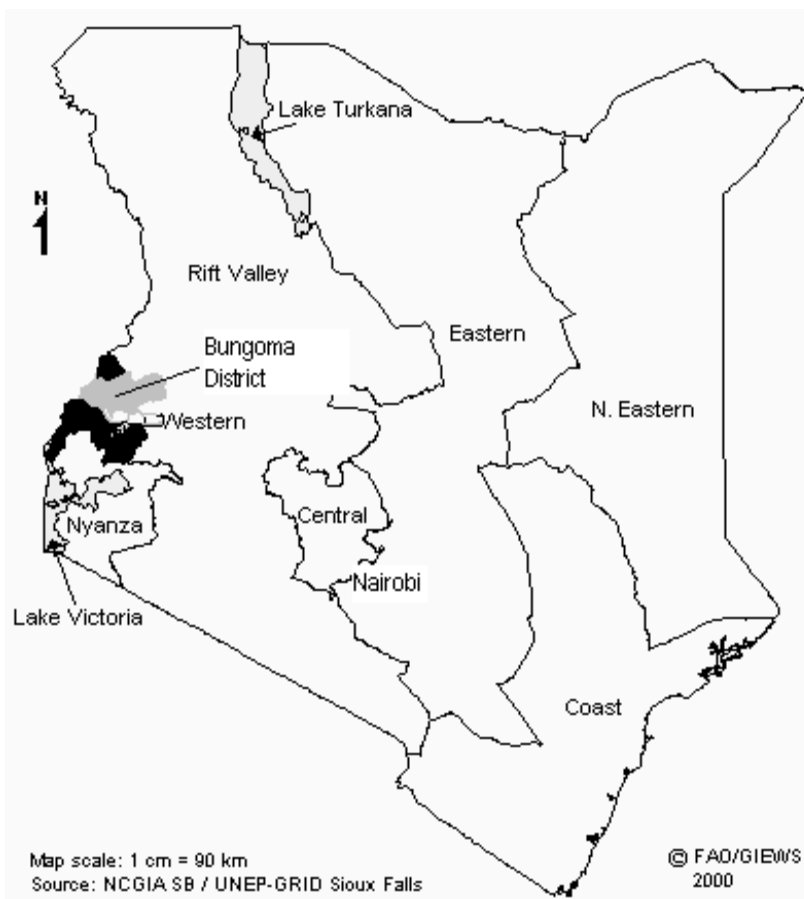 Lake Turkana
N
Rift Valley
Bungoma
District
Eastern
Western
N. Eastern
Nyanza
Central
Nairobi
Lake Victoria
Coast
Map scale: 1 cm = 90 km
Source: NCGIA SB / UNEP-GRID Sioux Falls
© FAO/GIEWS
2000